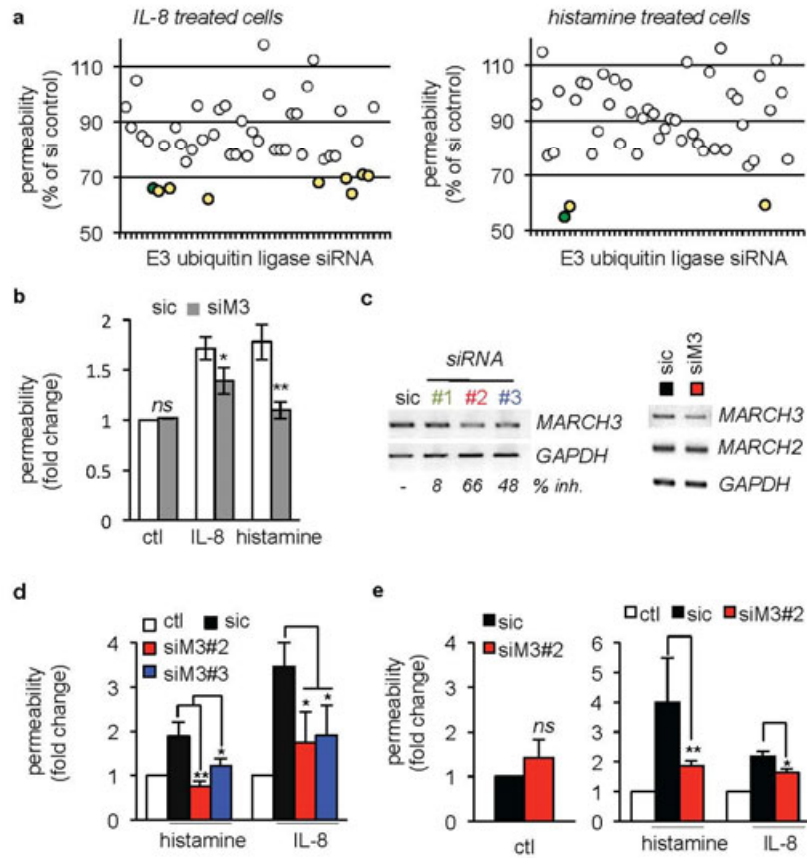 a
IL-8 treated cells
histamine treated cells
permeability
(% of si control)
110
90
70
50
E3 ubiquitin ligase siRNA
permeability
(% of si cotnrol)
110
90
70
50
E3 ubiquitin ligase siRNA
b
sic siM3
permeability
(fold change)
2
1.5
1
0.5
0
ns
*
**
ctl IL-8 histamine
c
siRNA
sic #1 #2 #3
MARCH3
GAPDH
- 8 66 48 % inh.
sic siM3
MARCH3
MARCH2
GAPDH
d
ctl sic
siM3#2
siM3#3
permeability
(fold change)
4
3
2
1
0
** * * *
histamine IL-8
e
sic
siM3#2
permeability
(fold change)
4
3
2
1
0
ns
ctl
ctl sic siM3#2
6
5
4
3
2
1
0
** *
histamine IL-8